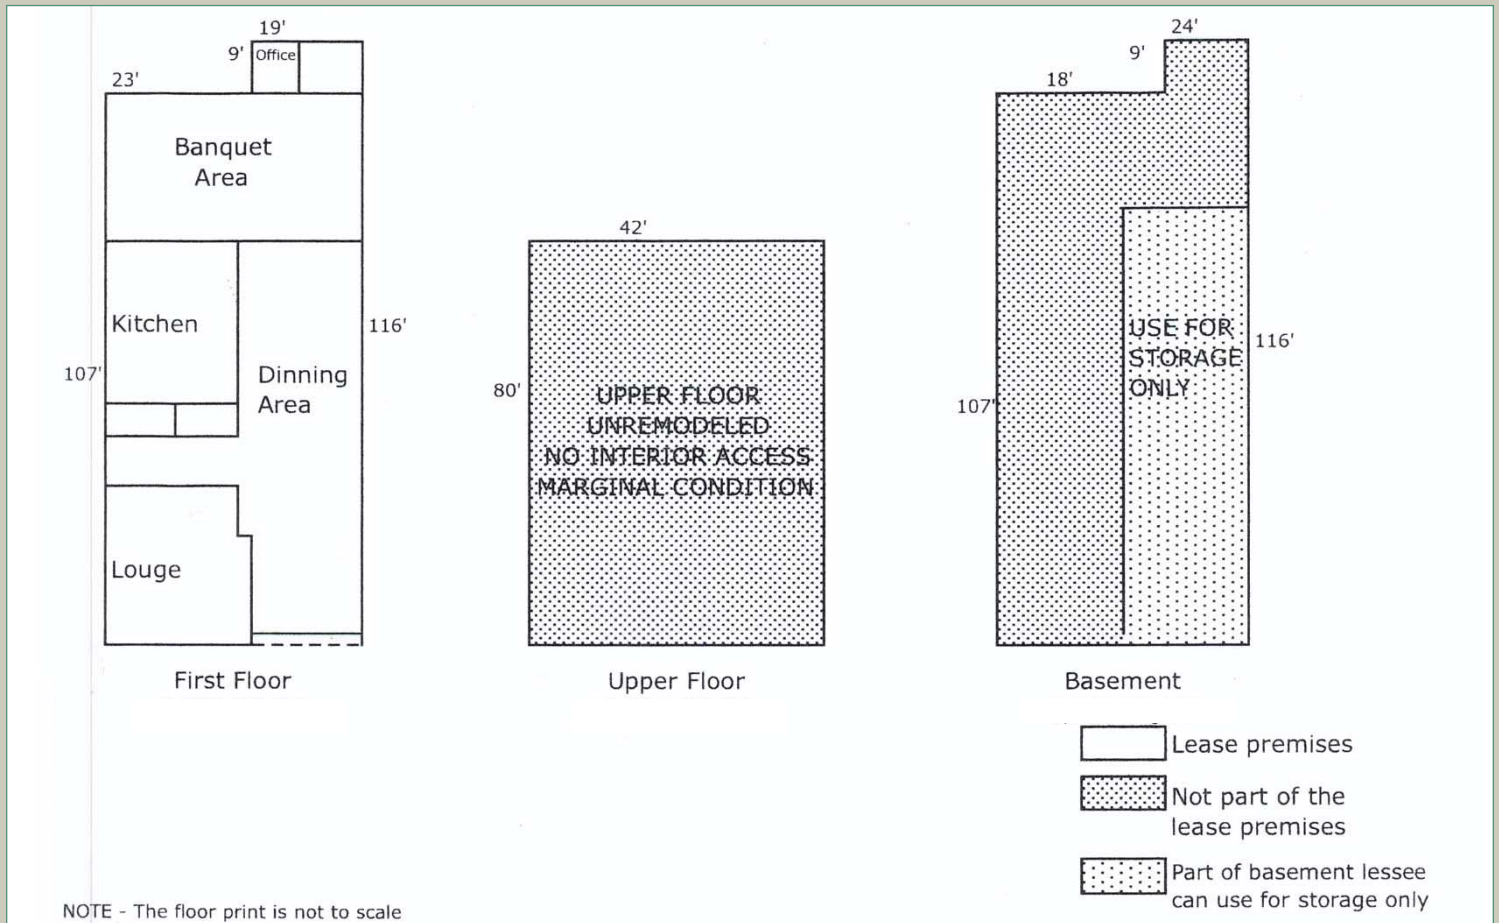 19'
9'
Office
23'
Banquet
Area
Kitchen
116'
107'
Dinning
Area
Louge
First Floor
42'
80'
UPPER FLOOR
UNREMODELED
NO INTERIOR ACCESS
MARGINAL CONDITION
Upper Floor
24'
9'
18'
USE FOR
STORAGE
ONLY
116'
107'
Basement
Lease premises
Not part of the
lease premises
Part of basement lessee
can use for storage only
NOTE - The floor print is not to scale